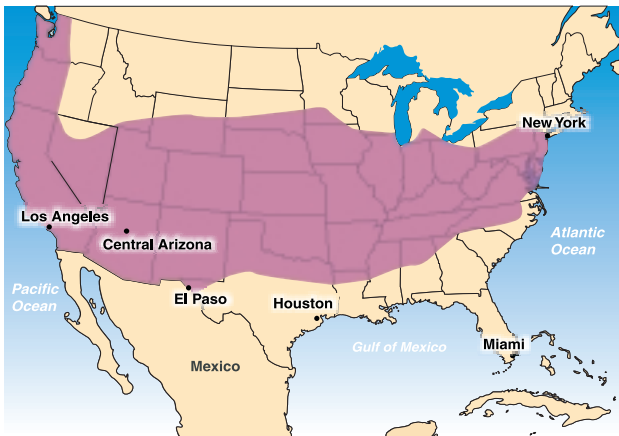 New York
Los Angeles
Central Arizona
Atlantic
Ocean
Pacific
Ocean
El Paso
Houston
Gulf of Mexico
Miami
Mexico